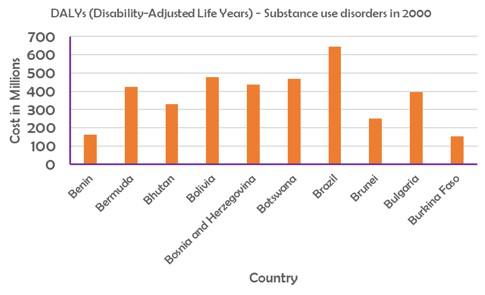 DALYs (Disability-Adjusted Life Years) - Substance use disorders in 2000
Cost in Millions
700
600
500
400
300
200
100
0
Benin
Bermuda
Bhutan
Bolivia
Bosnia and Herzegovina
Botswana
Brazil
Brunei
Bulgaria
Burkina Faso
Country